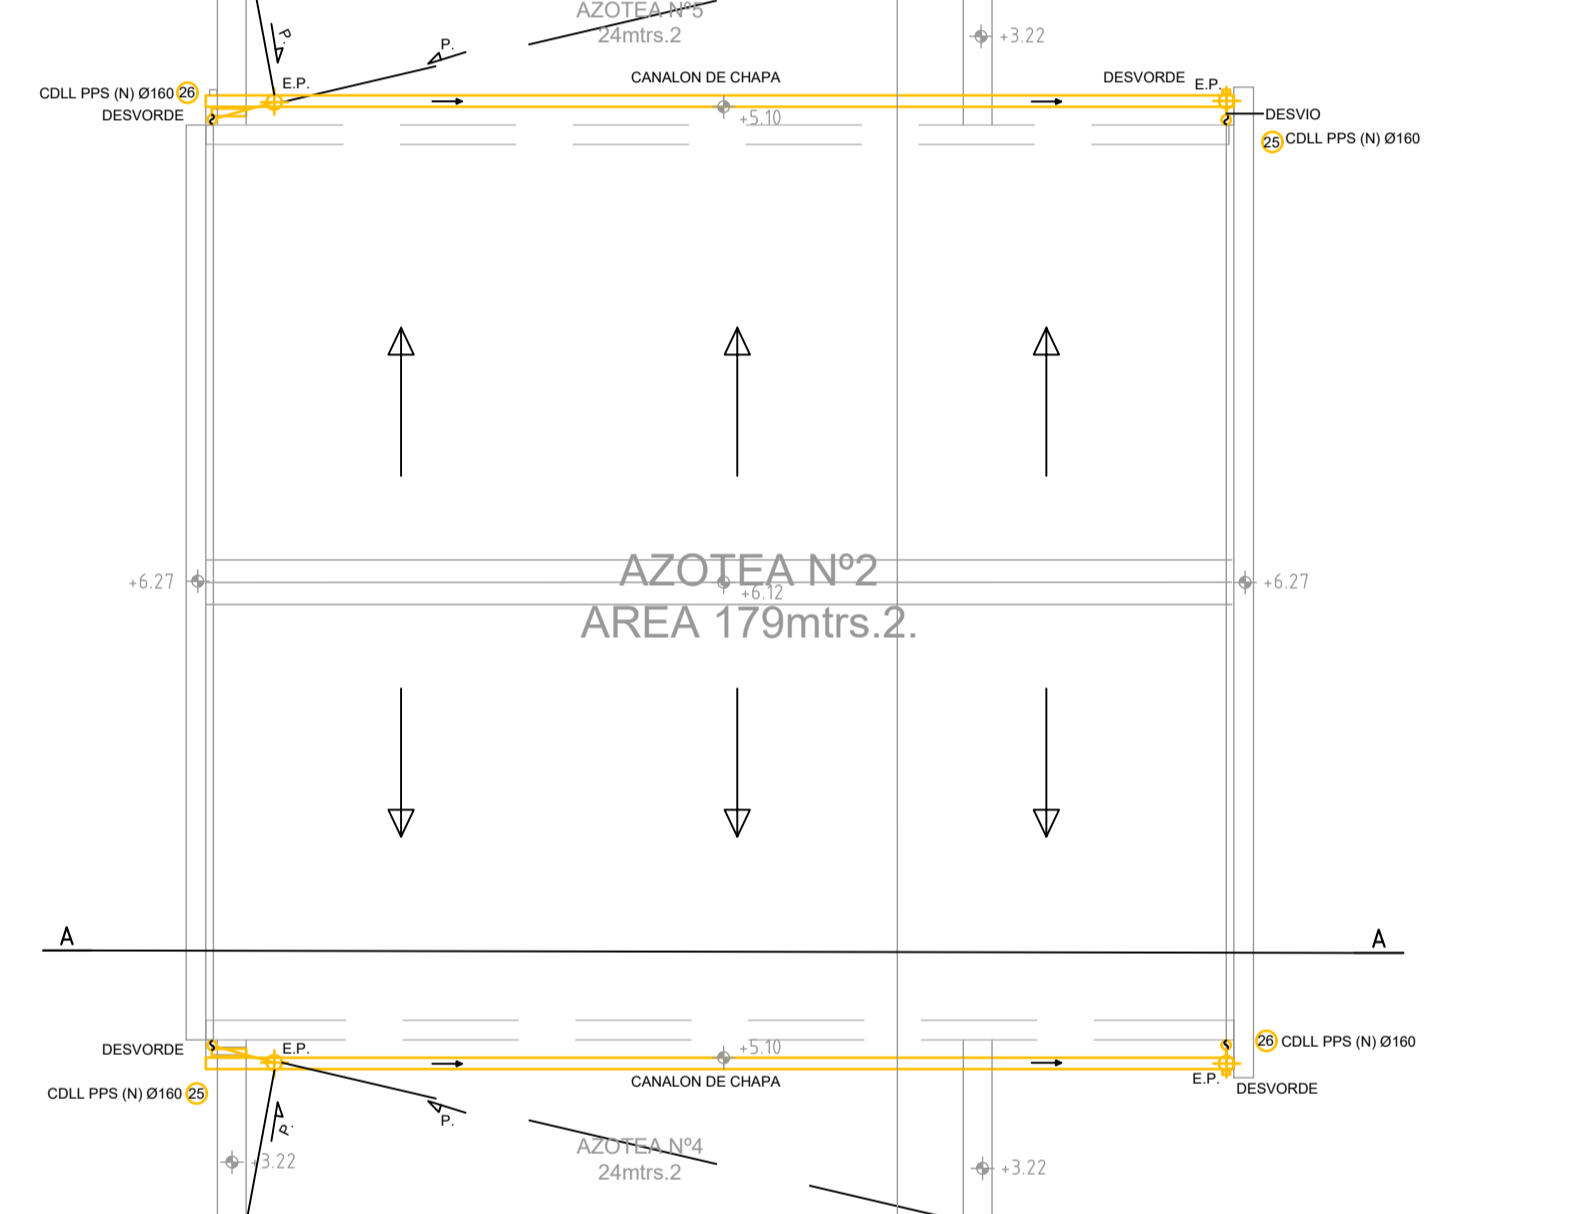 AZOTEA Nº5
24mtrs.2
+3.22
P.
P.
E.P.
CANALON DE CHAPA
DESVORDE
E.P.
CDLL PPS (N) Ø160 26
DESVORDE
+5.10
DESVIO
25 CDLL PPS (N) Ø160
AZOTEA Nº2
+6.27
+6.12
+6.27
AREA 179mtrs.2.
A
A
DESVORDE
E.P.
+5.10
26 CDLL PPS (N) Ø160
CANALON DE CHAPA
E.P.
DESVORDE
CDLL PPS (N) Ø160 25
P.
P.
AZOTEA Nº4
24mtrs.2
+3.22
+3.22